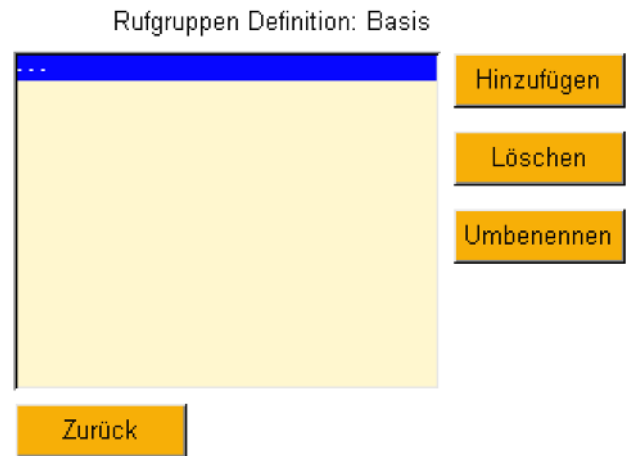 Rufgruppen Definition: Basis
---
Hinzufügen
Löschen
Umbenennen
Zurück